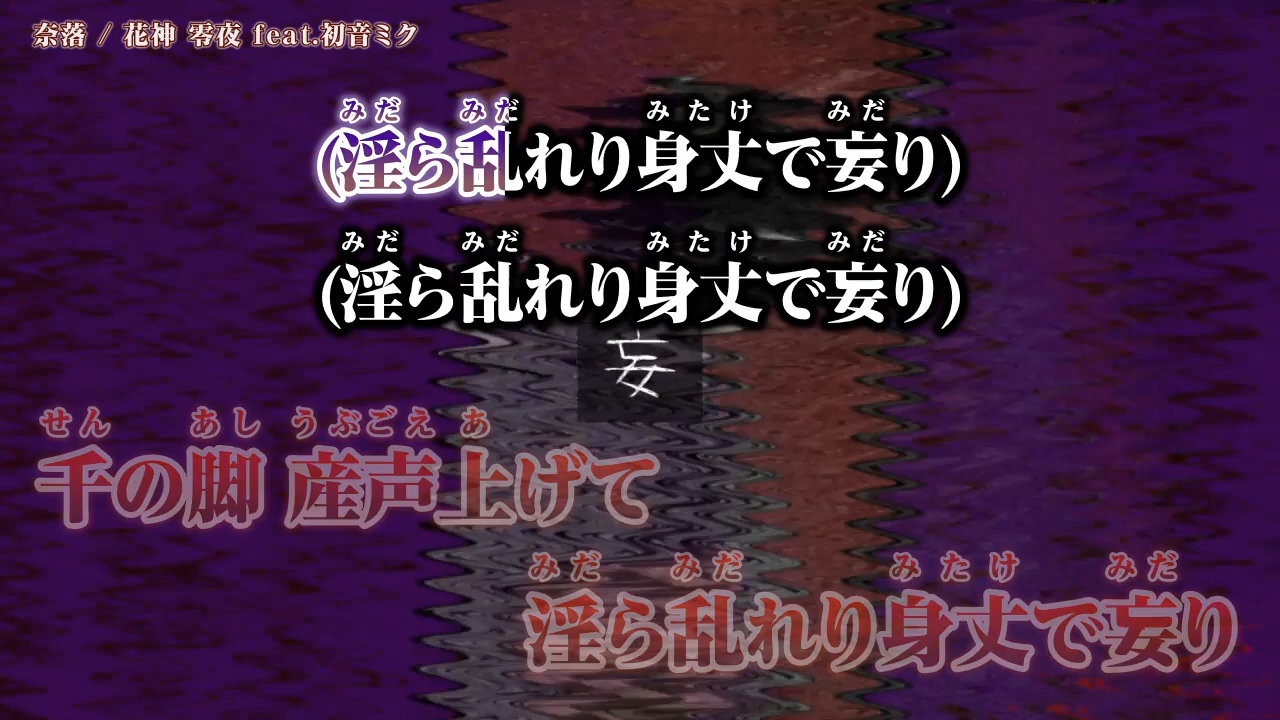 奈落 / 花神 零夜 feat.初音ミク
みだ みだ みたけ みだ
(淫ら乱れり身丈で妄り)
みだ みだ みたけ みだ
(淫ら乱れり身丈で妄り)
妄
せん あし うぶごえ あ
千の脚 産声上げて
みだ みだ みたけ みだ
淫ら乱れり身丈で妄り